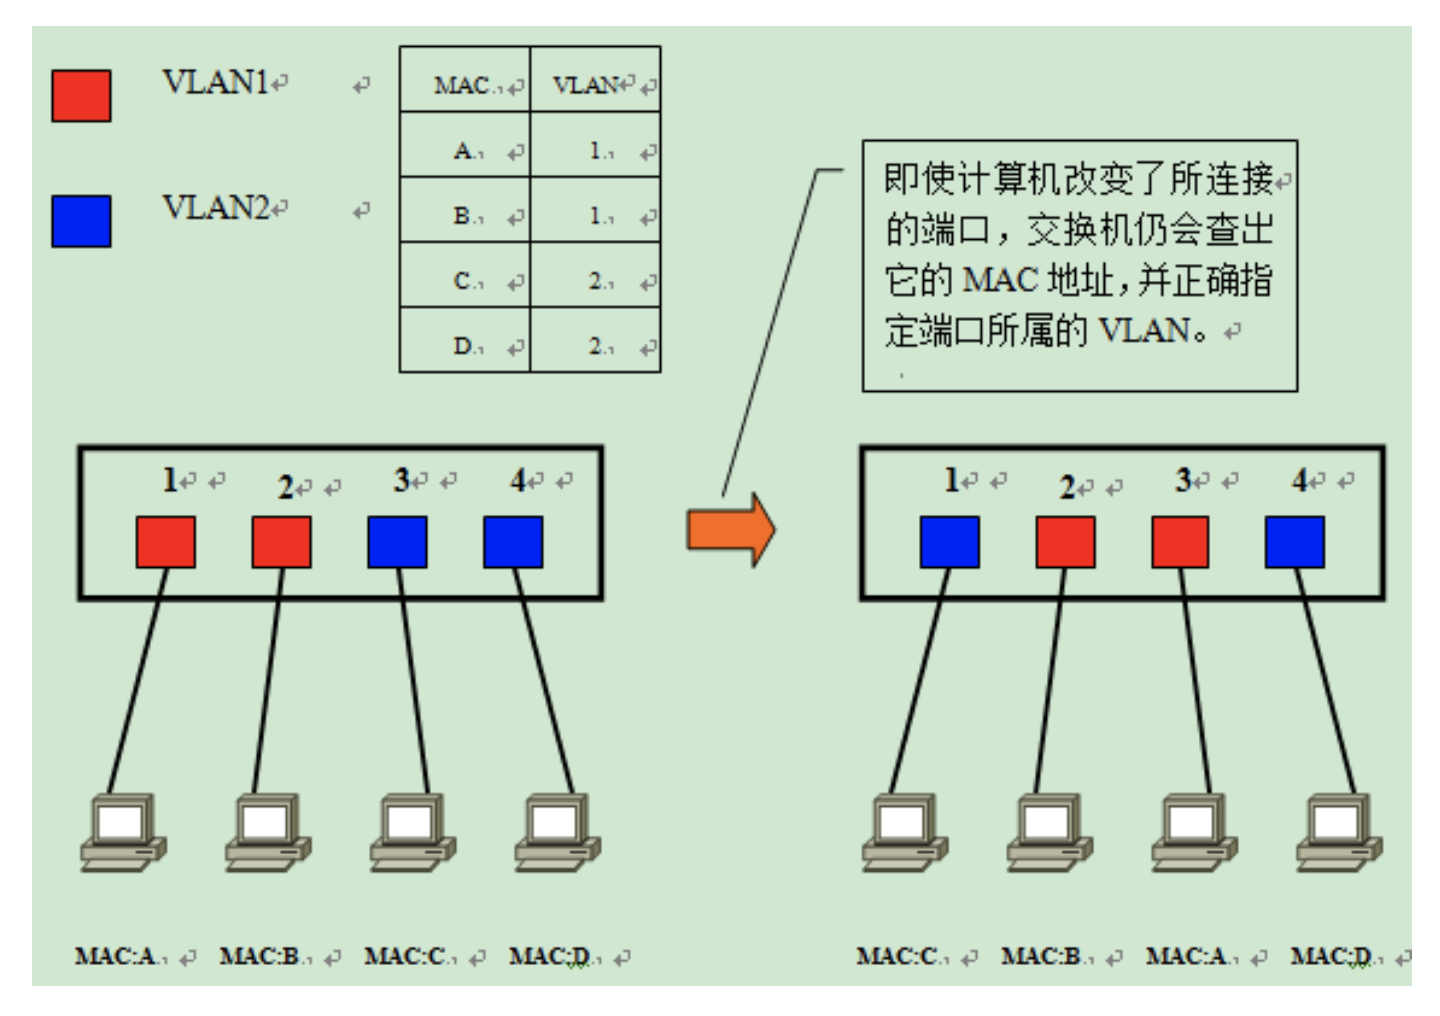 VLAN1
VLAN2
MAC VLAN
A 1
B 1
C 2
D 2
即使计算机改变了所连接
的端口，交换机仍会查出
它的 MAC 地址，并正确指
定端口所属的 VLAN。
1 2 3 4
1 2 3 4
MAC:A MAC:B MAC:C MAC:D
MAC:C MAC:B MAC:A MAC:D